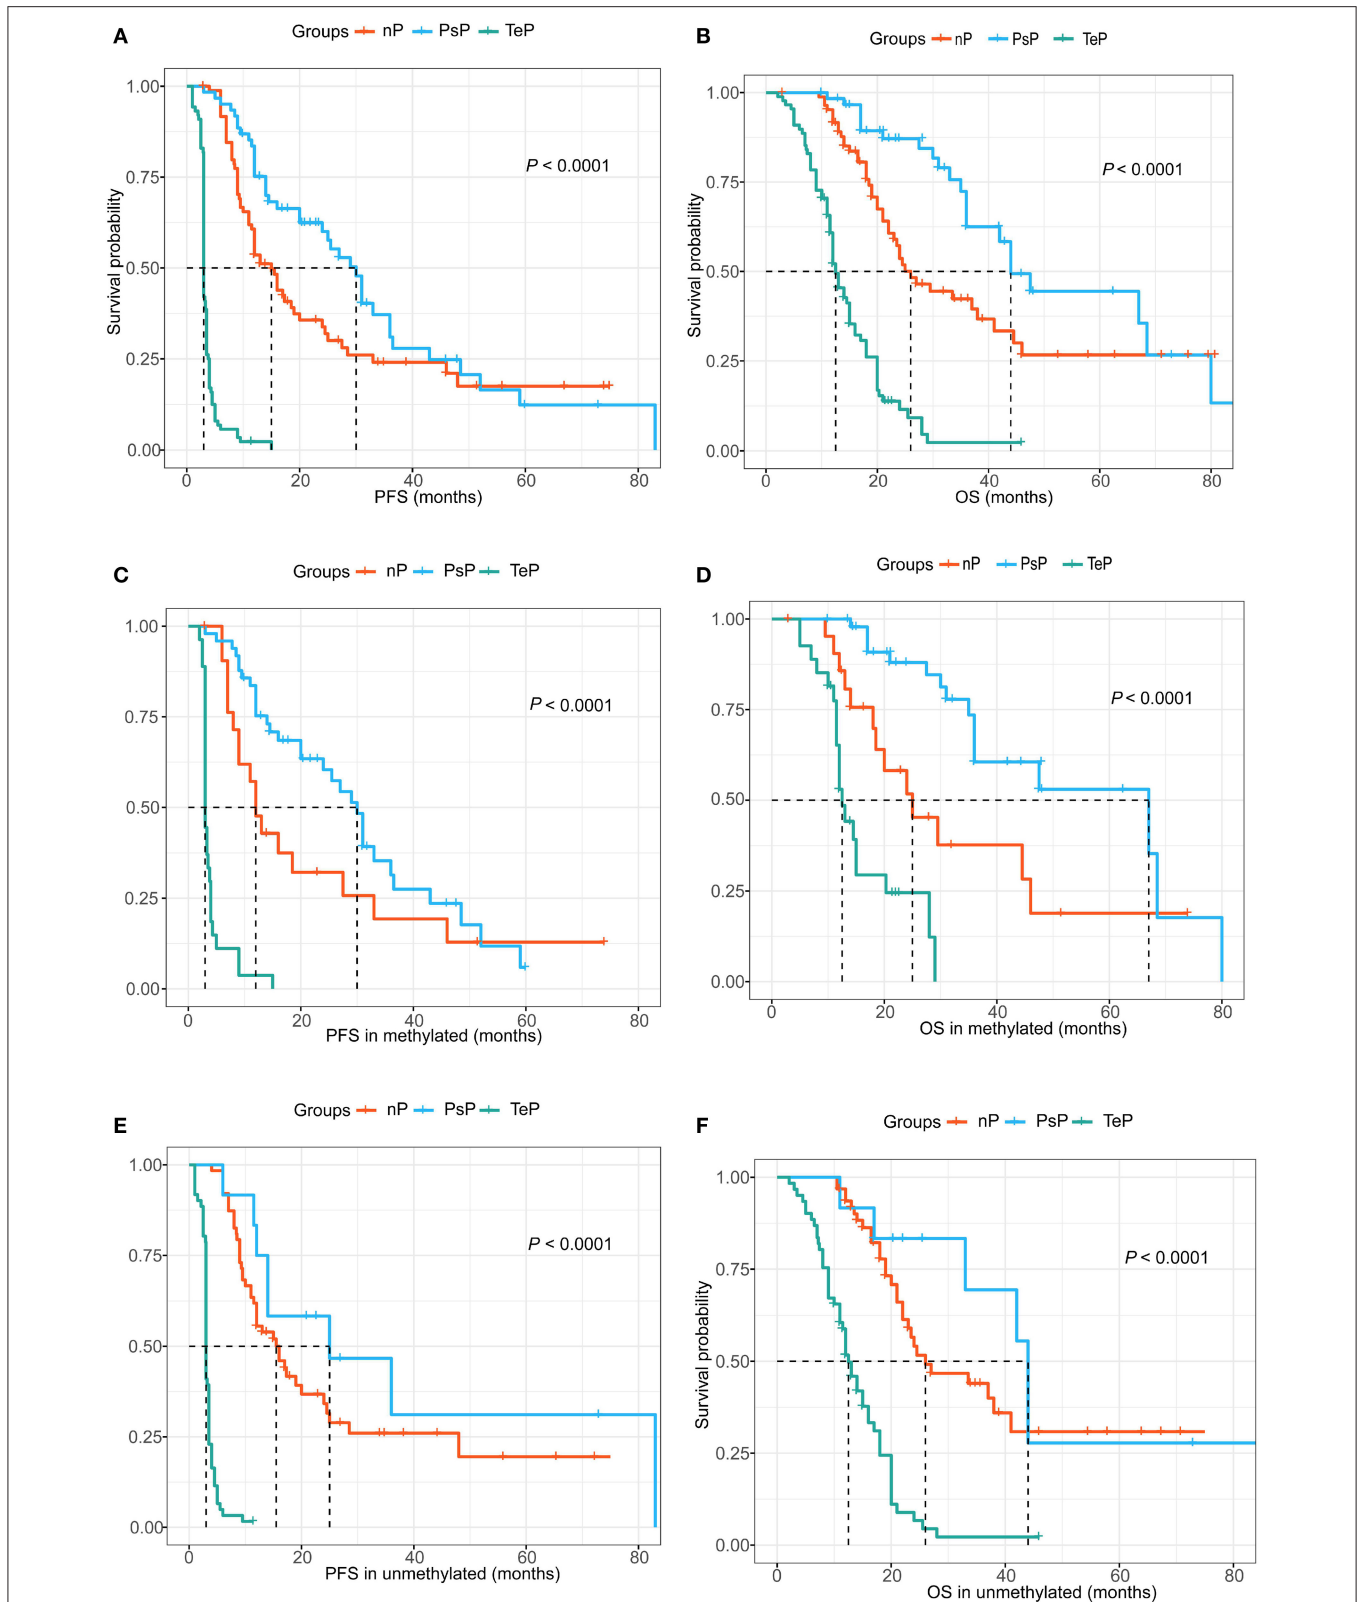 A
Groups nP PsP TeP
1.00
0.75
0.50
0.25
0.00
Survival probability
P < 0.0001
0 20 40 60 80
PFS (months)
B
Groups nP PsP TeP
1.00
0.75
0.50
0.25
0.00
Survival probability
P < 0.0001
0 20 40 60 80
OS (months)
C
Groups nP PsP TeP
1.00
0.75
0.50
0.25
0.00
P < 0.0001
0 20 40 60 80
PFS in methylated (months)
D
Groups nP PsP TeP
1.00
0.75
0.50
0.25
0.00
P < 0.0001
0 20 40 60 80
OS in methylated (months)
E
Groups nP PsP TeP
1.00
0.75
0.50
0.25
0.00
P < 0.0001
0 20 40 60 80
PFS in unmethylated (months)
F
Groups nP PsP TeP
1.00
0.75
0.50
0.25
0.00
Survival probability
P < 0.0001
0 20 40 60 80
OS in unmethylated (months)